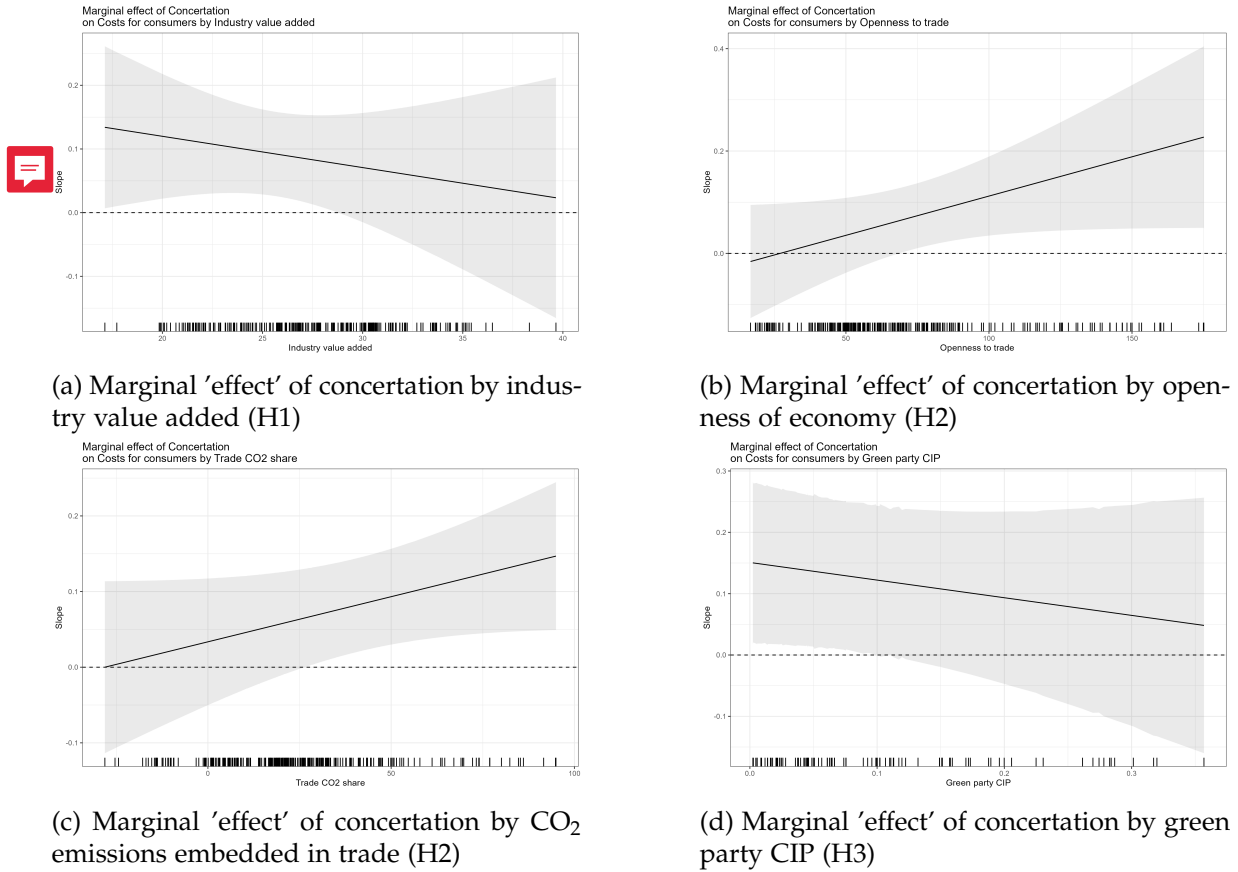 Marginal effect of Concertation
on Costs for consumers by Industry value added
0.2
0.1
0.0
-0.1
Slope
20 25 30 35 40
Industry value added
(a) Marginal 'effect' of concertation by indus-
try value added (H1)
Marginal effect of Concertation
on Costs for consumers by Openness to trade
0.4
0.2
0.0
Slope
50 100 150
Openness to trade
(b) Marginal 'effect' of concertation by open-
ness of economy (H2)
Marginal effect of Concertation
on Costs for consumers by Trade CO2 share
0.2
0.1
0.0
-0.1
Slope
0 50 100
Trade CO2 share
(c) Marginal 'effect' of concertation by CO2
emissions embedded in trade (H2)
Marginal effect of Concertation
on Costs for consumers by Green party CIP
0.3
0.2
0.1
0.0
-0.1
Slope
0.0 0.1 0.2 0.3
Green party CIP
(d) Marginal 'effect' of concertation by green
party CIP (H3)